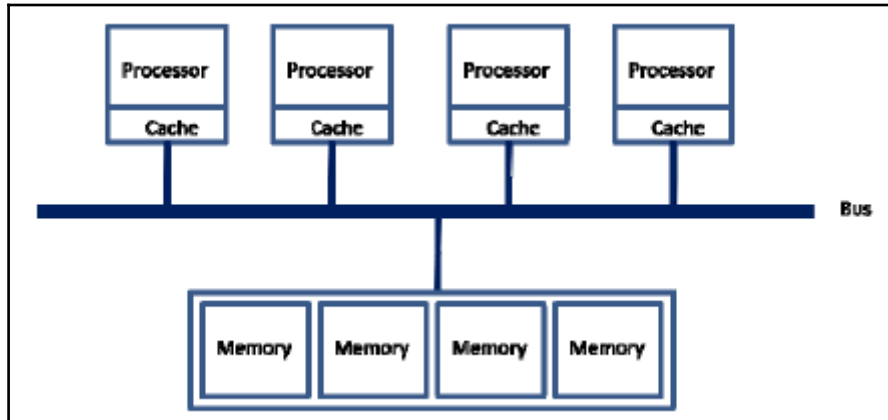 Processor Processor Processor Processor
Cache Cache Cache Cache
Bus
Memory Memory Memory Memory